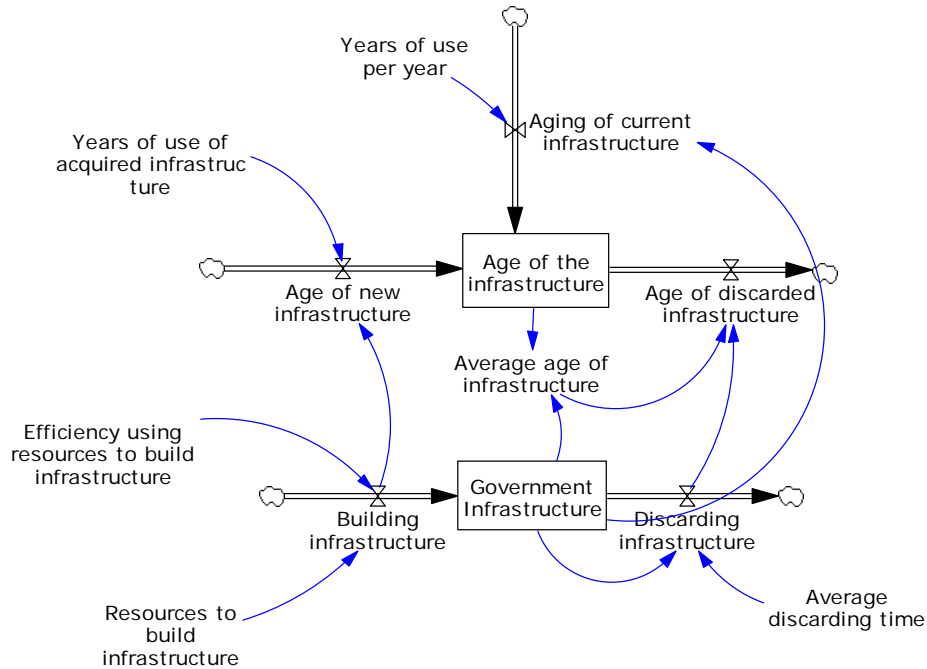 Years of use
per year
Aging of current
infrastructure
Years of use of
acquired infrastruc
ture
Age of the
infrastructure
Age of new
infrastructure
Age of discarded
infrastructure
Average age of
infrastructure
Efficiency using
resources to build
infrastructure
Government
Infrastructure
Building
infrastructure
Discarding
infrastructure
Resources to
build
infrastructure
Average
discarding time